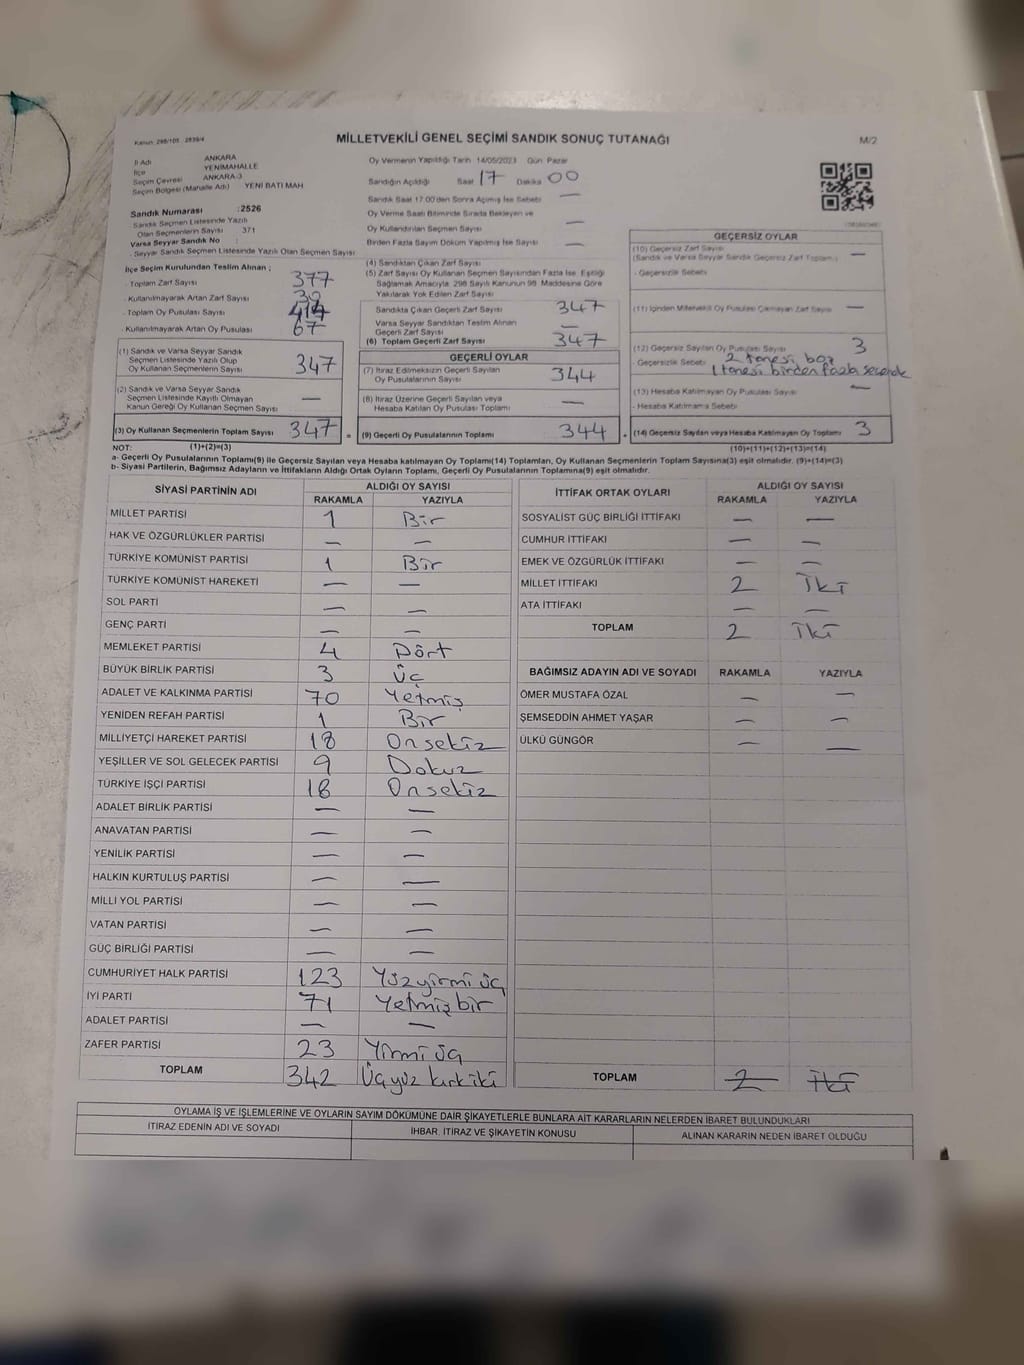 Kanun: 298/105 2839/4
MİLLETVEKİLİ GENEL SEÇİMİ SANDIK SONUÇ TUTANAĞI
M/2
İl Adı ANKARA
İlçe YENİMAHALLE
Seçim Çevresi ANKARA-3
Seçim Bölgesi (Mahalle Adı) YENİ BATI MAH
Sandık Numarası :2526
Sandık Seçmen Listesinde Yazılı
Olan Seçmenlerin Sayısı 371
Varsa Seyyar Sandık No :
- Seyyar Sandık Seçmen Listesinde Yazılı Olan Seçmen Sayısı:
İlçe Seçim Kurulundan Teslim Alınan ;
- Toplam Zarf Sayısı 377
- Kullanılmayarak Artan Zarf Sayısı 30
- Toplam Oy Pusulası Sayısı
- Kullanılmayarak Artan Oy Pusulası 67
(1) Sandık ve Varsa Seyyar Sandık
Seçmen Listesinde Yazılı Olup
Oy Kullanan Seçmenlerin Sayısı 347
(2) Sandık ve Varsa Seyyar Sandık
Seçmen Listesinde Kayıtlı Olmayan
Kanun Gereği Oy Kullanan Seçmen Sayısı —
(3) Oy Kullanan Seçmenlerin Toplam Sayısı 347 =
(1)+(2)=(3)
Oy Vermenin Yapıldığı Tarih 14/05/2023 Gün: Pazar
Sandığın Açıldığı Saat 17 Dakika 00
Sandık Saat 17.00'den Sonra Açılmış İse Sebebi —
Oy Verme Saati Bitiminde Sırada Bekleyen ve
Oy Kullandırılan Seçmen Sayısı —
Birden Fazla Sayım Döküm Yapılmış İse Sayısı —
(4) Sandıktan Çıkan Zarf Sayısı
(5) Zarf Sayısı Oy Kullanan Seçmen Sayısından Fazla İse, Eşitliği
Sağlamak Amacıyla 298 Sayılı Kanunun 98. Maddesine Göre
Yakılarak Yok Edilen Zarf Sayısı
Sandıkta Çıkan Geçerli Zarf Sayısı 347
Varsa Seyyar Sandıktan Teslim Alınan
Geçerli Zarf Sayısı —
(6) Toplam Geçerli Zarf Sayısı 347
GEÇERLİ OYLAR
(7) İtiraz Edilmeksizin Geçerli Sayılan
Oy Pusulalarının Sayısı 344
(8) İtiraz Üzerine Geçerli Sayılan veya
Hesaba Katılan Oy Pusulası Toplamı —
(9) Geçerli Oy Pusulalarının Toplamı 344
GEÇERSİZ OYLAR
(10) Geçersiz Zarf Sayısı
(Sandık ve Varsa Seyyar Sandık Geçersiz Zarf Toplamı) —
- Geçersizlik Sebebi
(11) İçinden Milletvekili Oy Pusulası Çıkmayan Zarf Sayısı —
(12) Geçersiz Sayılan Oy Pusulası Sayısı 3
- Geçersizlik Sebebi 2 tanesi boş
1 tanesi birden fazla seçenek
(13) Hesaba Katılmayan Oy Pusulası Sayısı —
- Hesaba Katılmama Sebebi
(14) Geçersiz Sayılan veya Hesaba Katılmayan Oy Toplamı 3
(10)+(11)+(12)+(13)=(14)
NOT:
a- Geçerli Oy Pusulalarının Toplamı(9) ile Geçersiz Sayılan veya Hesaba katılmayan Oy Toplamı(14) Toplamları, Oy Kullanan Seçmenlerin Toplam Sayısına(3) eşit olmalıdır. (9)+(14)=(3)
b- Siyasi Partilerin, Bağımsız Adayların ve İttifakların Aldığı Ortak Oyların Toplamı, Geçerli Oy Pusulalarının Toplamına(9) eşit olmalıdır.
SİYASİ PARTİNİN ADI ALDIĞI OY SAYISI
RAKAMLA YAZIYLA
MİLLET PARTİSİ 1 Bir
HAK VE ÖZGÜRLÜKLER PARTİSİ — —
TÜRKİYE KOMÜNİST PARTİSİ 1 Bir
TÜRKİYE KOMÜNİST HAREKETİ — —
SOL PARTİ — —
GENÇ PARTİ — —
MEMLEKET PARTİSİ 4 Dört
BÜYÜK BİRLİK PARTİSİ 3 Üç
ADALET VE KALKINMA PARTİSİ 70 Yetmiş
YENİDEN REFAH PARTİSİ 1 Bir
MİLLİYETÇİ HAREKET PARTİSİ 18 Onsekiz
YEŞİLLER VE SOL GELECEK PARTİSİ 9 Dokuz
TÜRKİYE İŞÇİ PARTİSİ 18 Onsekiz
ADALET BİRLİK PARTİSİ — —
ANAVATAN PARTİSİ — —
YENİLİK PARTİSİ — —
HALKIN KURTULUŞ PARTİSİ — —
MİLLİ YOL PARTİSİ — —
VATAN PARTİSİ — —
GÜÇ BİRLİĞİ PARTİSİ — —
CUMHURİYET HALK PARTİSİ 123 Yüzyirmi üç
İYİ PARTİ 71 Yetmiş bir
ADALET PARTİSİ — —
ZAFER PARTİSİ 23 Yirmi üç
TOPLAM 342 Üçyüz kırk iki
İTTİFAK ORTAK OYLARI ALDIĞI OY SAYISI
RAKAMLA YAZIYLA
SOSYALİST GÜÇ BİRLİĞİ İTTİFAKI — —
CUMHUR İTTİFAKI — —
EMEK VE ÖZGÜRLÜK İTTİFAKI — —
MİLLET İTTİFAKI 2 İki
ATA İTTİFAKI — —
TOPLAM 2 İki
BAĞIMSIZ ADAYIN ADI VE SOYADI RAKAMLA YAZIYLA
ÖMER MUSTAFA ÖZAL — —
ŞEMSEDDİN AHMET YAŞAR — —
ÜLKÜ GÜNGÖR — —
TOPLAM 2 İki
OYLAMA İŞ VE İŞLEMLERİNE VE OYLARIN SAYIM DÖKÜMÜNE DAİR ŞİKAYETLERLE BUNLARA AİT KARARLARIN NELERDEN İBARET BULUNDUKLARI
İTİRAZ EDENİN ADI VE SOYADI İHBAR, İTİRAZ VE ŞİKAYETİN KONUSU ALINAN KARARIN NEDEN İBARET OLDUĞU